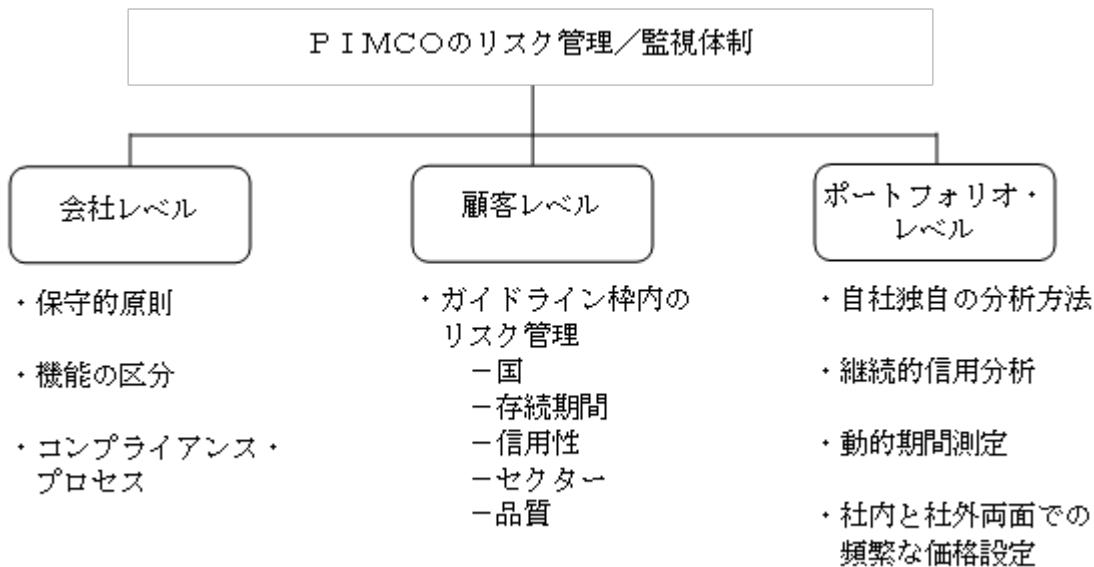 ＰＩＭＣＯのリスク管理／監視体制
会社レベル
・保守的原則
・機能の区分
・コンプライアンス・
プロセス
顧客レベル
・ガイドライン枠内の
リスク管理
－国
－存続期間
－信用性
－セクター
－品質
ポートフォリオ・
レベル
・自社独自の分析方法
・継続的信用分析
・動的期間測定
・社内と社外両面での
頻繁な価格設定